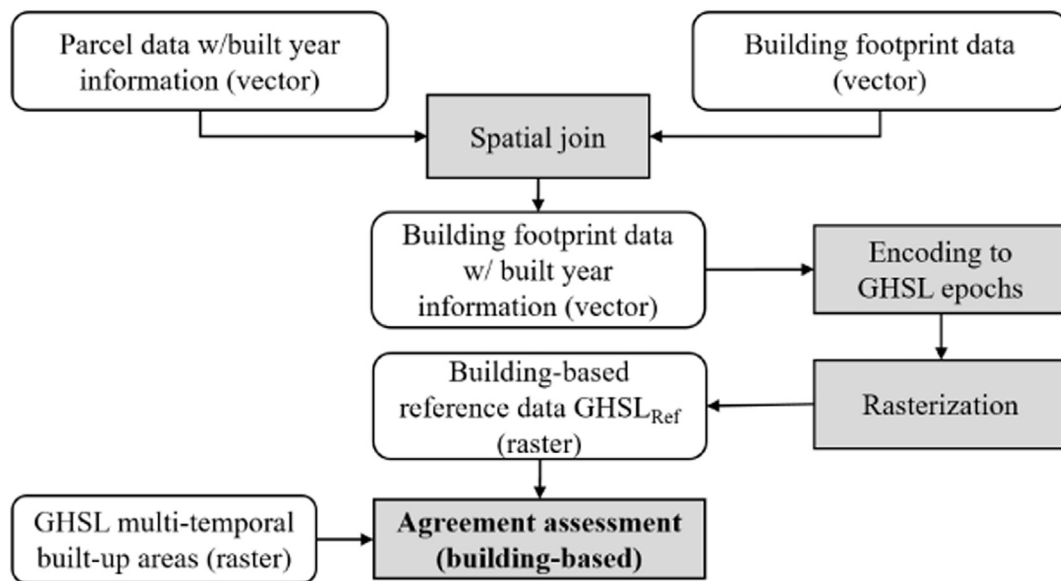 Parcel data w/built year
information (vector)
Building footprint data
(vector)
Spatial join
Building footprint data
w/ built year
information (vector)
Encoding to
GHSL epochs
Building-based
reference data GHSLRef
(raster)
Rasterization
GHSL multi-temporal
built-up areas (raster)
Agreement assessment
(building-based)